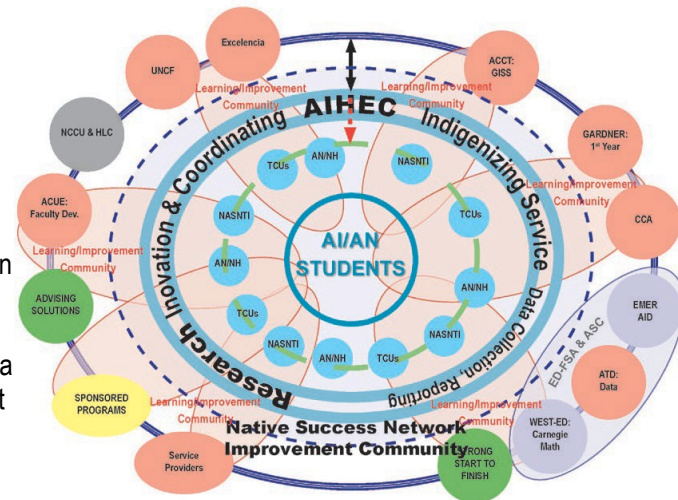 Excelencia
UNCF
NCCU & HLC
ACUE:
Faculty Dev.
ADVISING
SOLUTIONS
SPONSORED
PROGRAMS
Service
Providers
STRONG
START TO
FINISH
WEST-ED:
Carnegie
Math
ATD:
Data
EMER
AID
ED-FSA & ASC
CCA
GARDNER:
1st Year
ACCT:
GISS
Learning/Improvement
Community
Learning/Improvement
Community
Learning/Improvement
Community
Learning/Improvement
Community
Learning/Improvement
Community
Learning/Improvement
Community
AIHEC
Indigenizing Service
Data Collection, Reporting
Research Inovation & Coordinating
TCUs
AN/NH
NASNTI
TCUs
AN/NH
NASNTI
TCUs
AN/NH
NASNTI
TCUs
AN/NH
NASNTI
AI/AN
STUDENTS
Native Success Network
Improvement Community
n
a
t